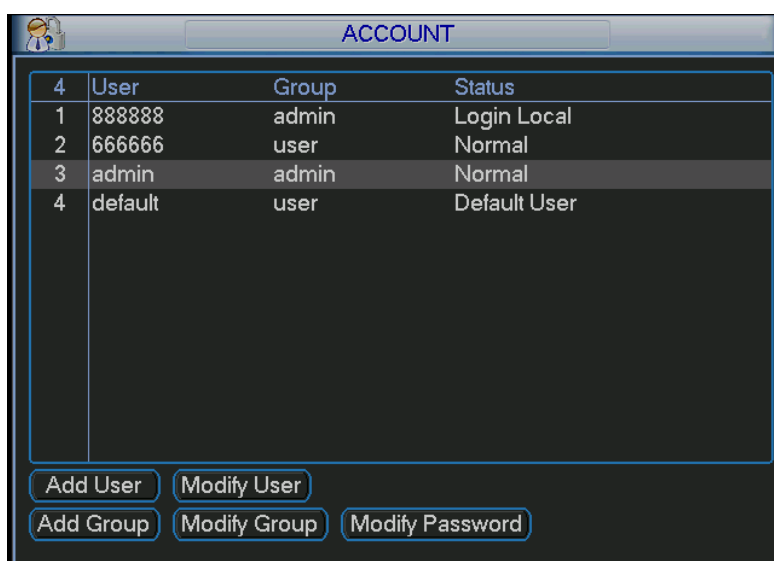 ACCOUNT
4 User Group Status
1 888888 admin Login Local
2 666666 user Normal
3 admin admin Normal
4 default user Default User
Add User Modify User
Add Group Modify Group Modify Password